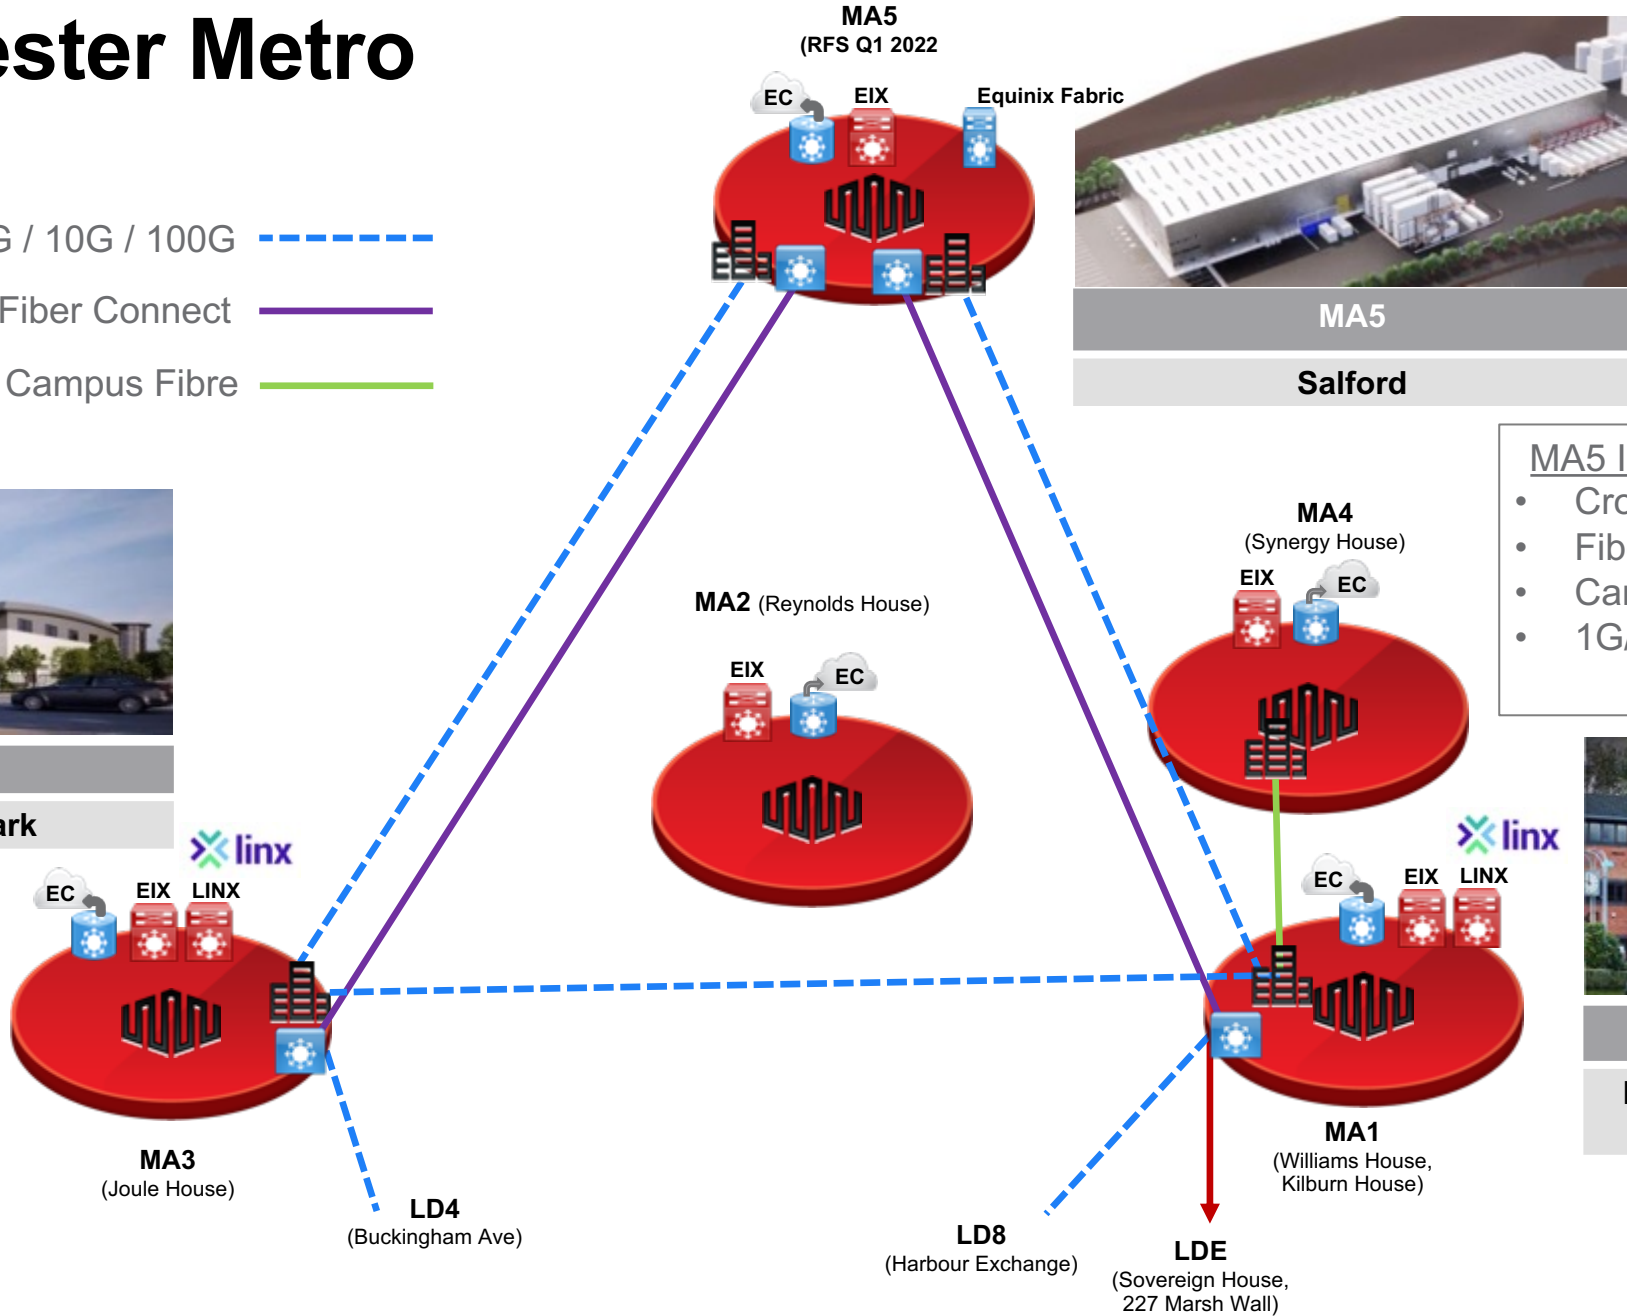 ester Metro
G / 10G / 100G
Fiber Connect
Campus Fibre
MA5
(RFS Q1 2022
EC
EIX
Equinix Fabric
MA5
Salford
MA5 I
• Cro
• Fib
• Car
• 1G/
MA4
(Synergy House)
EIX
EC
MA2 (Reynolds House)
EIX
EC
ark
linx
EC
EIX
LINX
MA3
(Joule House)
LD4
(Buckingham Ave)
linx
EC
EIX
LINX
MA1
(Williams House,
Kilburn House)
LD8
(Harbour Exchange)
LDE
(Sovereign House,
227 Marsh Wall)